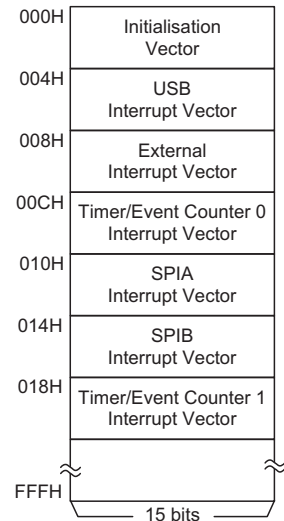 000H
Initialisation
Vector
004H
USB
Interrupt Vector
008H
External
Interrupt Vector
00CH
Timer/Event Counter 0
Interrupt Vector
010H
SPIA
Interrupt Vector
014H
SPIB
Interrupt Vector
018H
Timer/Event Counter 1
Interrupt Vector
FFFH
15 bits